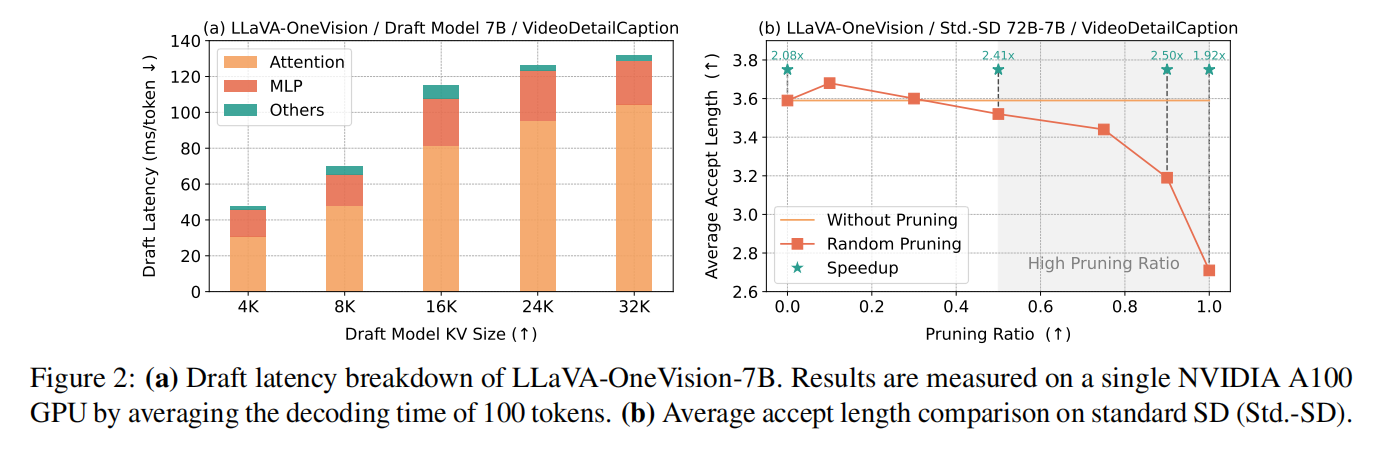 (a) LLaVA-OneVision / Draft Model 7B / VideoDetailCaption
140
120
100
80
60
40
20
0
Draft Latency (ms/token ↓)
Attention
MLP
Others
4K 8K 16K 24K 32K
Draft Model KV Size (↑)
(b) LLaVA-OneVision / Std.-SD 72B-7B / VideoDetailCaption
3.8
3.6
3.4
3.2
3.0
2.8
2.6
Average Accept Length (↑)
2.08x 2.41x 2.50x 1.92x
Without Pruning
Random Pruning
Speedup
High Pruning Ratio
0.0 0.2 0.4 0.6 0.8 1.0
Pruning Ratio (↑)
Figure 2: (a) Draft latency breakdown of LLaVA-OneVision-7B. Results are measured on a single NVIDIA A100
GPU by averaging the decoding time of 100 tokens. (b) Average accept length comparison on standard SD (Std.-SD).